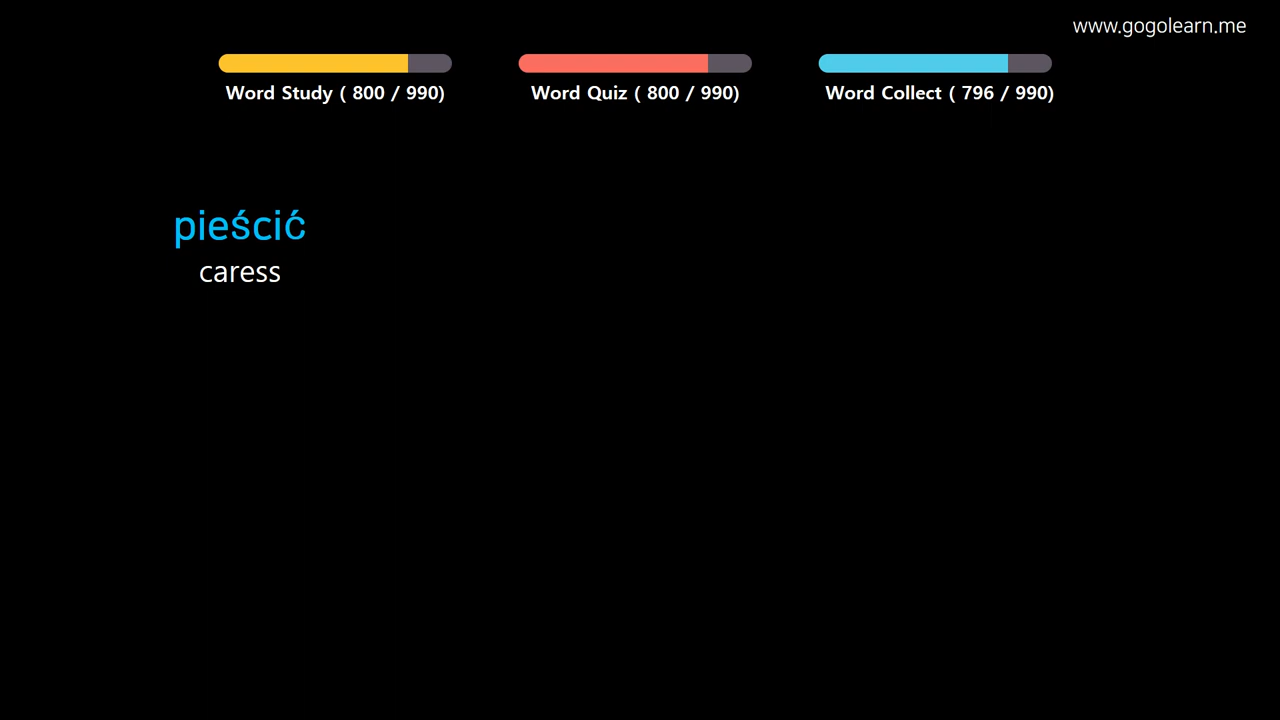 www.gogolearn.me
Word Study ( 800 / 990)
Word Quiz ( 800 / 990)
Word Collect ( 796 / 990)
pieścić
caress